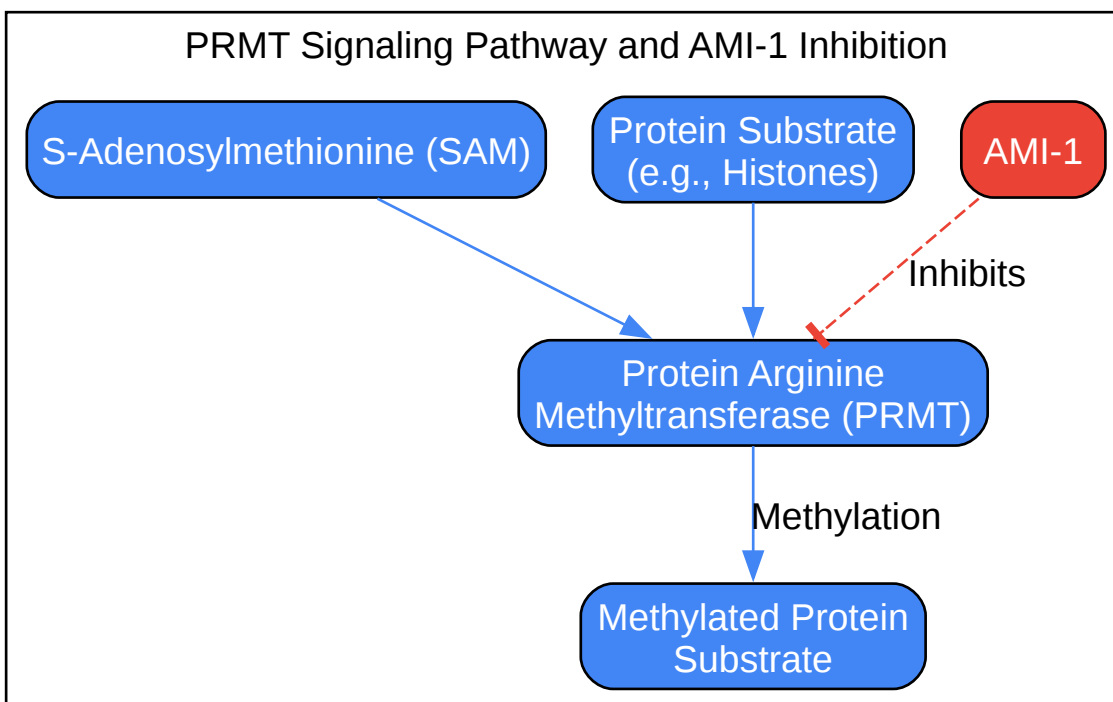 PRMT Signaling Pathway and AMI-1 Inhibition
S-Adenosylmethionine (SAM)
Protein Substrate
(e.g., Histones)
AMI-1
Inhibits
Protein Arginine
Methyltransferase (PRMT)
Methylation
Methylated Protein
Substrate